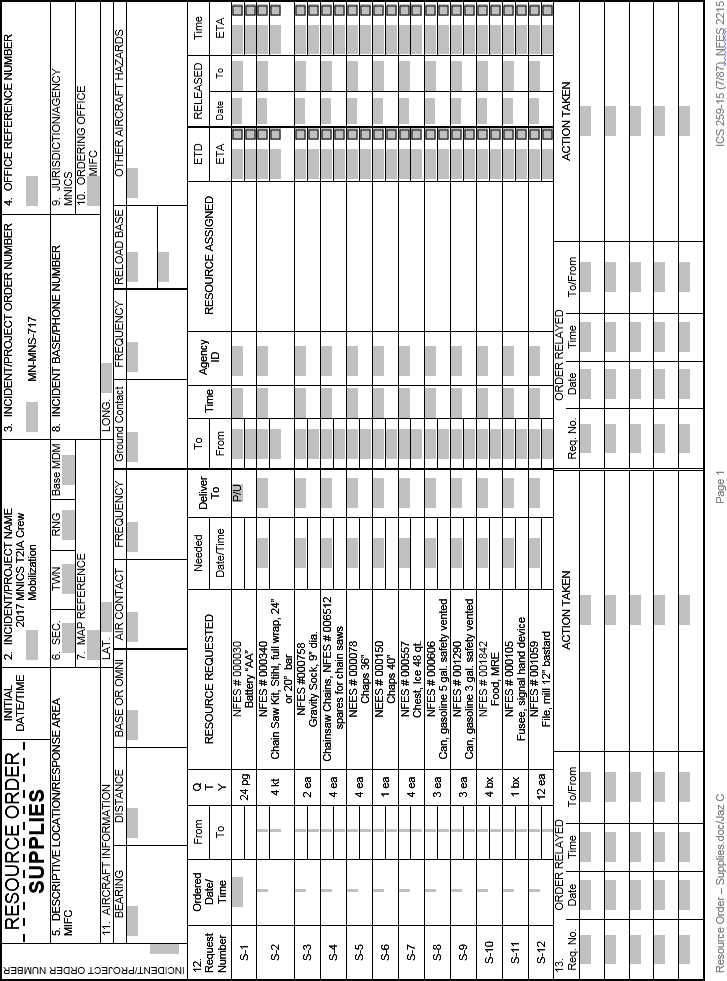 RESOURCE ORDER
SUPPLIES
INITIAL
DATE/TIME
2. INCIDENT/PROJECT NAME
2017 MNICS T2IA Crew
Mobilization
3. INCIDENT/PROJECT ORDER NUMBER
MN-MNS-717
4. OFFICE REFERENCE NUMBER
INCIDENT/PROJECT ORDER NUMBER
5. DESCRIPTIVE LOCATION/RESPONSE AREA
MIFC
6. SEC. TWN RNG Base MDM
8. INCIDENT BASE/PHONE NUMBER
9. JURISDICTION/AGENCY
MNICS
7. MAP REFERENCE
10. ORDERING OFFICE
MIFC
11. AIRCRAFT INFORMATION
LAT. LONG.
BEARING DISTANCE BASE OR OMNI AIR CONTACT FREQUENCY Ground Contact FREQUENCY RELOAD BASE OTHER AIRCRAFT HAZARDS
12.
Request
Number
Ordered
Date/
Time
From
To
Q
T
Y
RESOURCE REQUESTED
Needed
Date/Time
Deliver
To
To
From
Time
Agency
ID
RESOURCE ASSIGNED
ETD
ETA
RELEASED
Date To
Time
ETA
S-1 24 pg NFES # 000030
Battery "AA" P/U
S-2 4 kt NFES # 000340
Chain Saw Kit, Stihl, full wrap, 24"
or 20" bar
S-3 2 ea NFES #000758
Gravity Sock, 9" dia.
S-4 4 ea Chainsaw Chains, NFES # 006512
spares for chain saws
S-5 4 ea NFES # 000078
Chaps 36"
S-6 1 ea NFES # 000150
Chaps 40"
S-7 4 ea NFES # 000557
Chest, Ice 48 qt.
S-8 3 ea NFES # 000606
Can, gasoline 5 gal. safety vented
S-9 3 ea NFES # 001290
Can, gasoline 3 gal. safety vented
S-10 4 bx NFES # 001842
Food, MRE
S-11 1 bx NFES # 000105
Fusee, signal hand device
S-12 12 ea NFES # 001059
File, mill 12" bastard
13. ORDER RELAYED
Req. No. Date Time To/From
ACTION TAKEN
ORDER RELAYED
Req. No. Date Time To/From
ACTION TAKEN
Resource Order – Supplies.doc/Jaz C Page 1 ICS 259-15 (7/87) NFES 2215